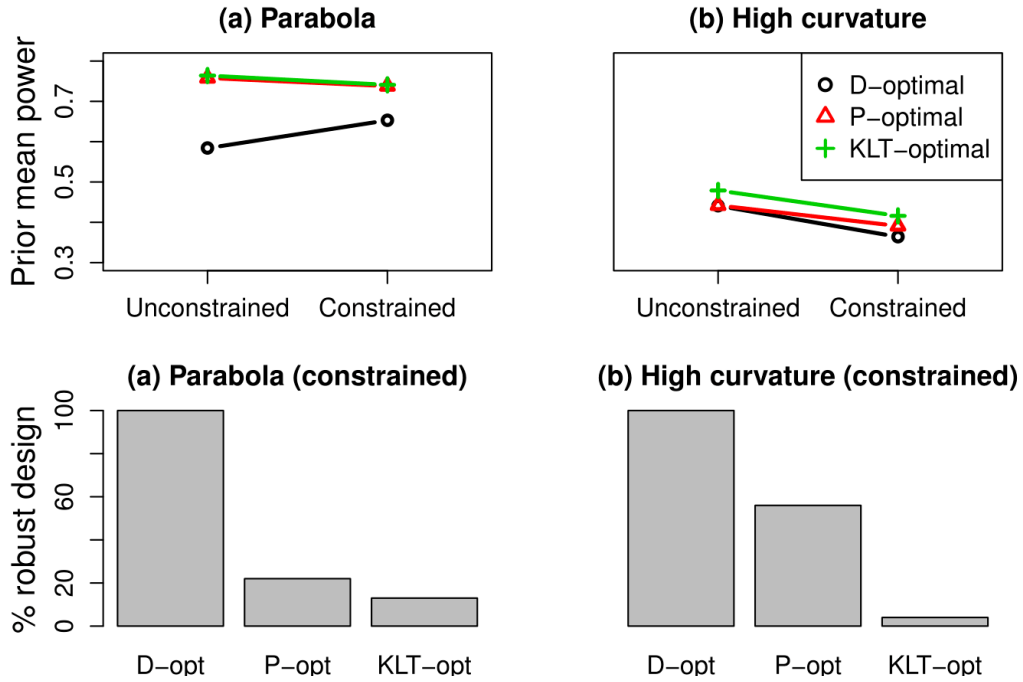 (a) Parabola
Prior mean power
0.7
0.5
0.3
Unconstrained
Constrained
(b) High curvature
D−optimal
P−optimal
KLT−optimal
Unconstrained
Constrained
(a) Parabola (constrained)
% robust design
100
60
20
0
D−opt
P−opt
KLT−opt
(b) High curvature (constrained)
D−opt
P−opt
KLT−opt